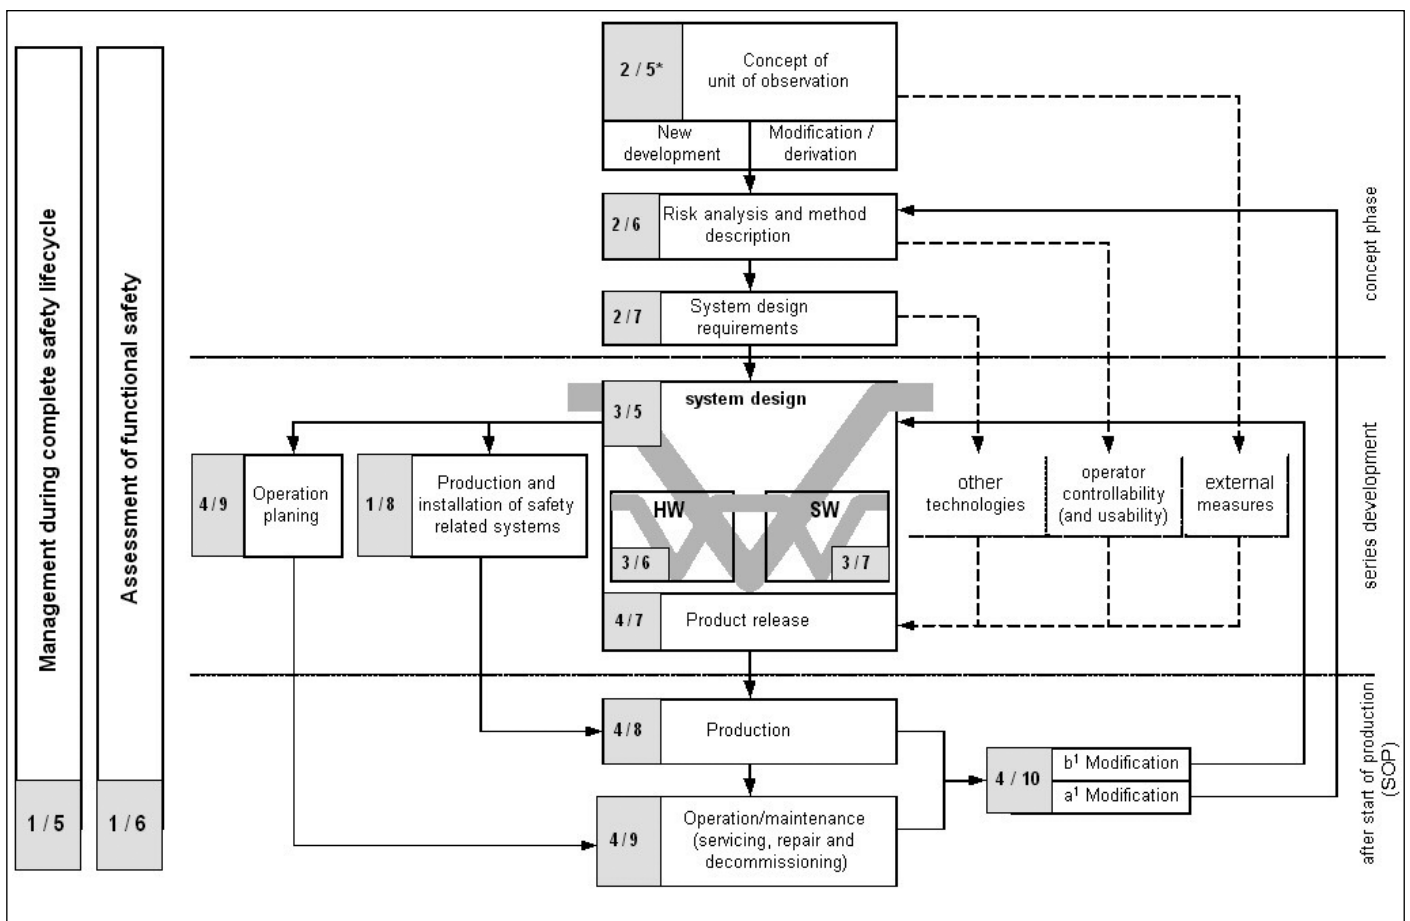 Management during complete safety lifecycle
1 / 5
Assessment of functional safety
1 / 6
2 / 5*
Concept of
unit of observation
New
development
Modification /
derivation
2 / 6
Risk analysis and method
description
2 / 7
System design
requirements
concept phase
3 / 5
system design
HW
3 / 6
SW
3 / 7
4 / 9
Operation
planing
1 / 8
Production and
installation of safety
related systems
other
technologies
operator
controllability
(and usability)
external
measures
4 / 7
Product release
series development
4 / 8
Production
4 / 9
Operation/maintenance
(servicing, repair and
decommissioning)
4 / 10
b¹ Modification
a¹ Modification
after start of production
(SOP)